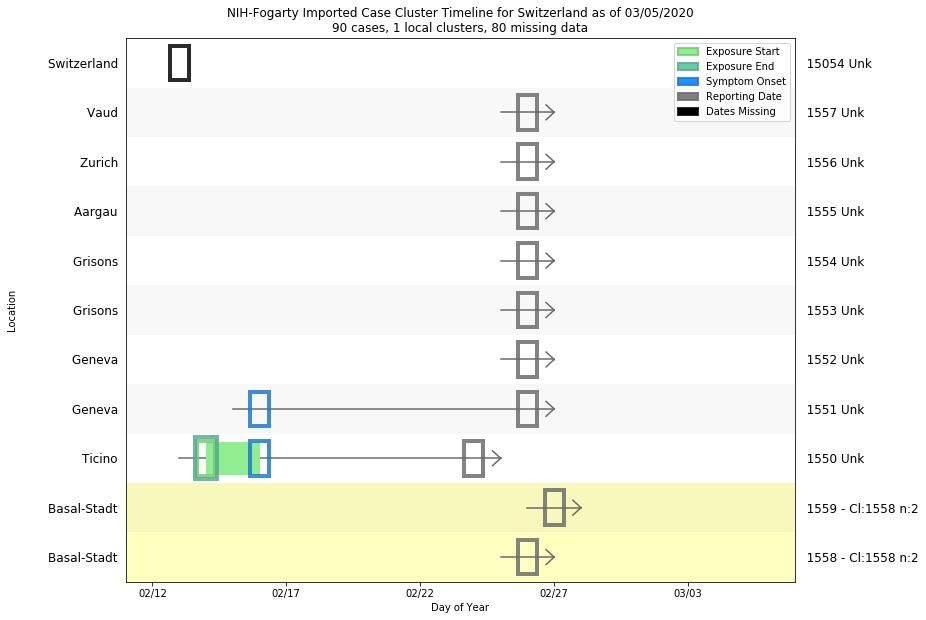 NIH-Fogarty Imported Case Cluster Timeline for Switzerland as of 03/05/2020
90 cases, 1 local clusters, 80 missing data
Exposure Start
Exposure End
Symptom Onset
Reporting Date
Dates Missing
Location
Switzerland 15054 Unk
Vaud 1557 Unk
Zurich 1556 Unk
Aargau 1555 Unk
Grisons 1554 Unk
Grisons 1553 Unk
Geneva 1552 Unk
Geneva 1551 Unk
Ticino 1550 Unk
Basal-Stadt 1559 - Cl:1558 n:2
Basal-Stadt 1558 - Cl:1558 n:2
02/12 02/17 02/22 02/27 03/03
Day of Year